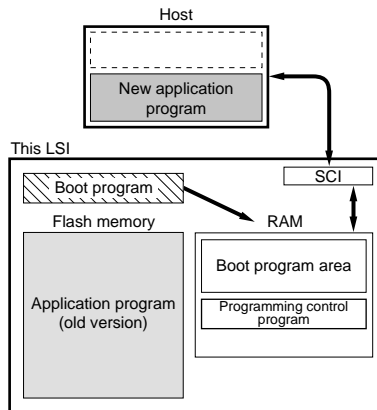 Host
New application
program
This LSI
SCI
Boot program
Flash memory
RAM
Application program
(old version)
Boot program area
Programming control
program